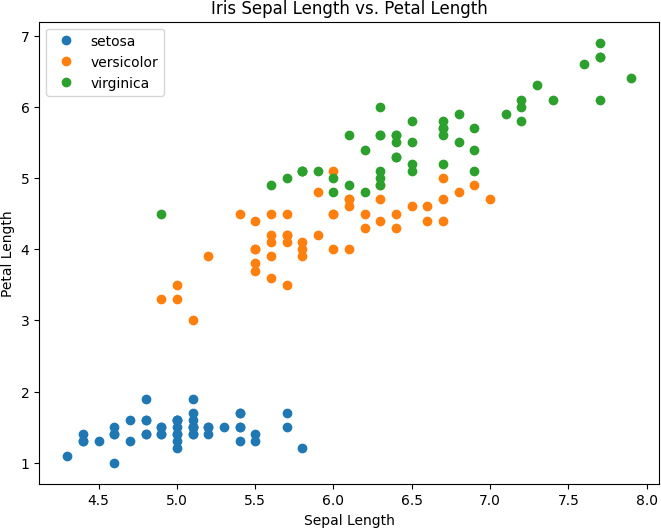 Iris Sepal Length vs. Petal Length
setosa
versicolor
virginica
Petal Length
7
6
5
4
3
2
1
4.5 5.0 5.5 6.0 6.5 7.0 7.5 8.0
Sepal Length